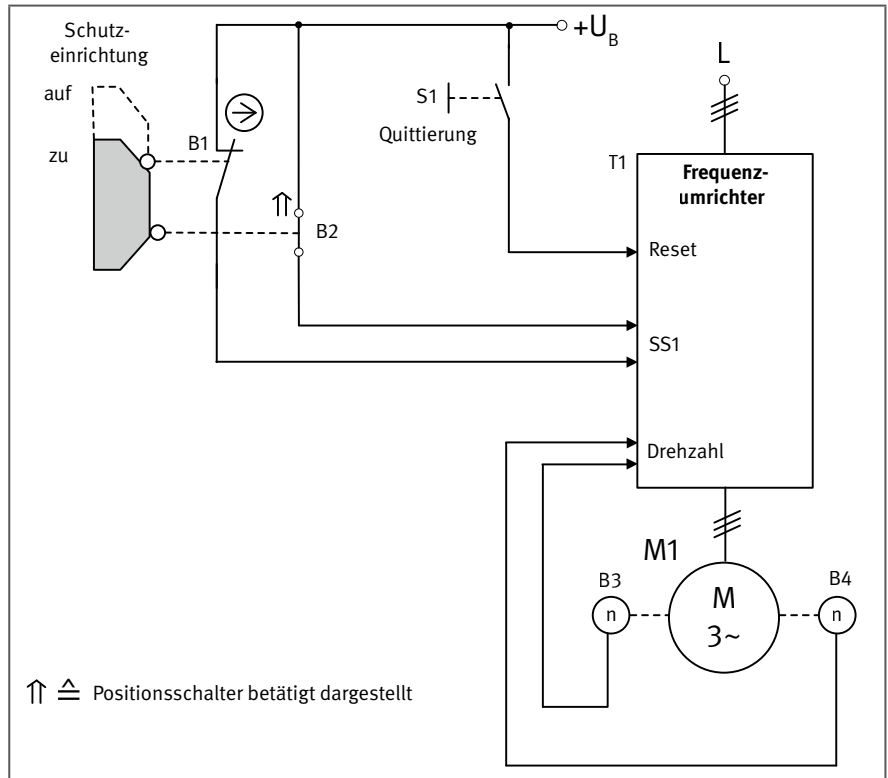 Schutz-
einrichtung
auf
zu
B1
B2
+U_B
S1
Quittierung
L
T1
Frequenz-
umrichter
Reset
SS1
Drehzahl
M1
B3
n
M
3~
B4
n
⇑ ≙ Positionsschalter betätigt dargestellt